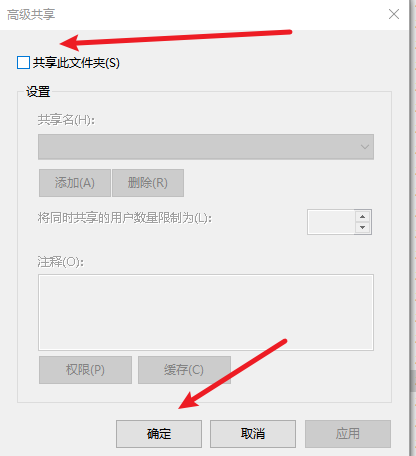 高级共享
共享此文件夹(S)
设置
共享名(H):
添加(A) 删除(R)
将同时共享的用户数量限制为(L):
注释(O):
权限(P) 缓存(C)
确定 取消 应用